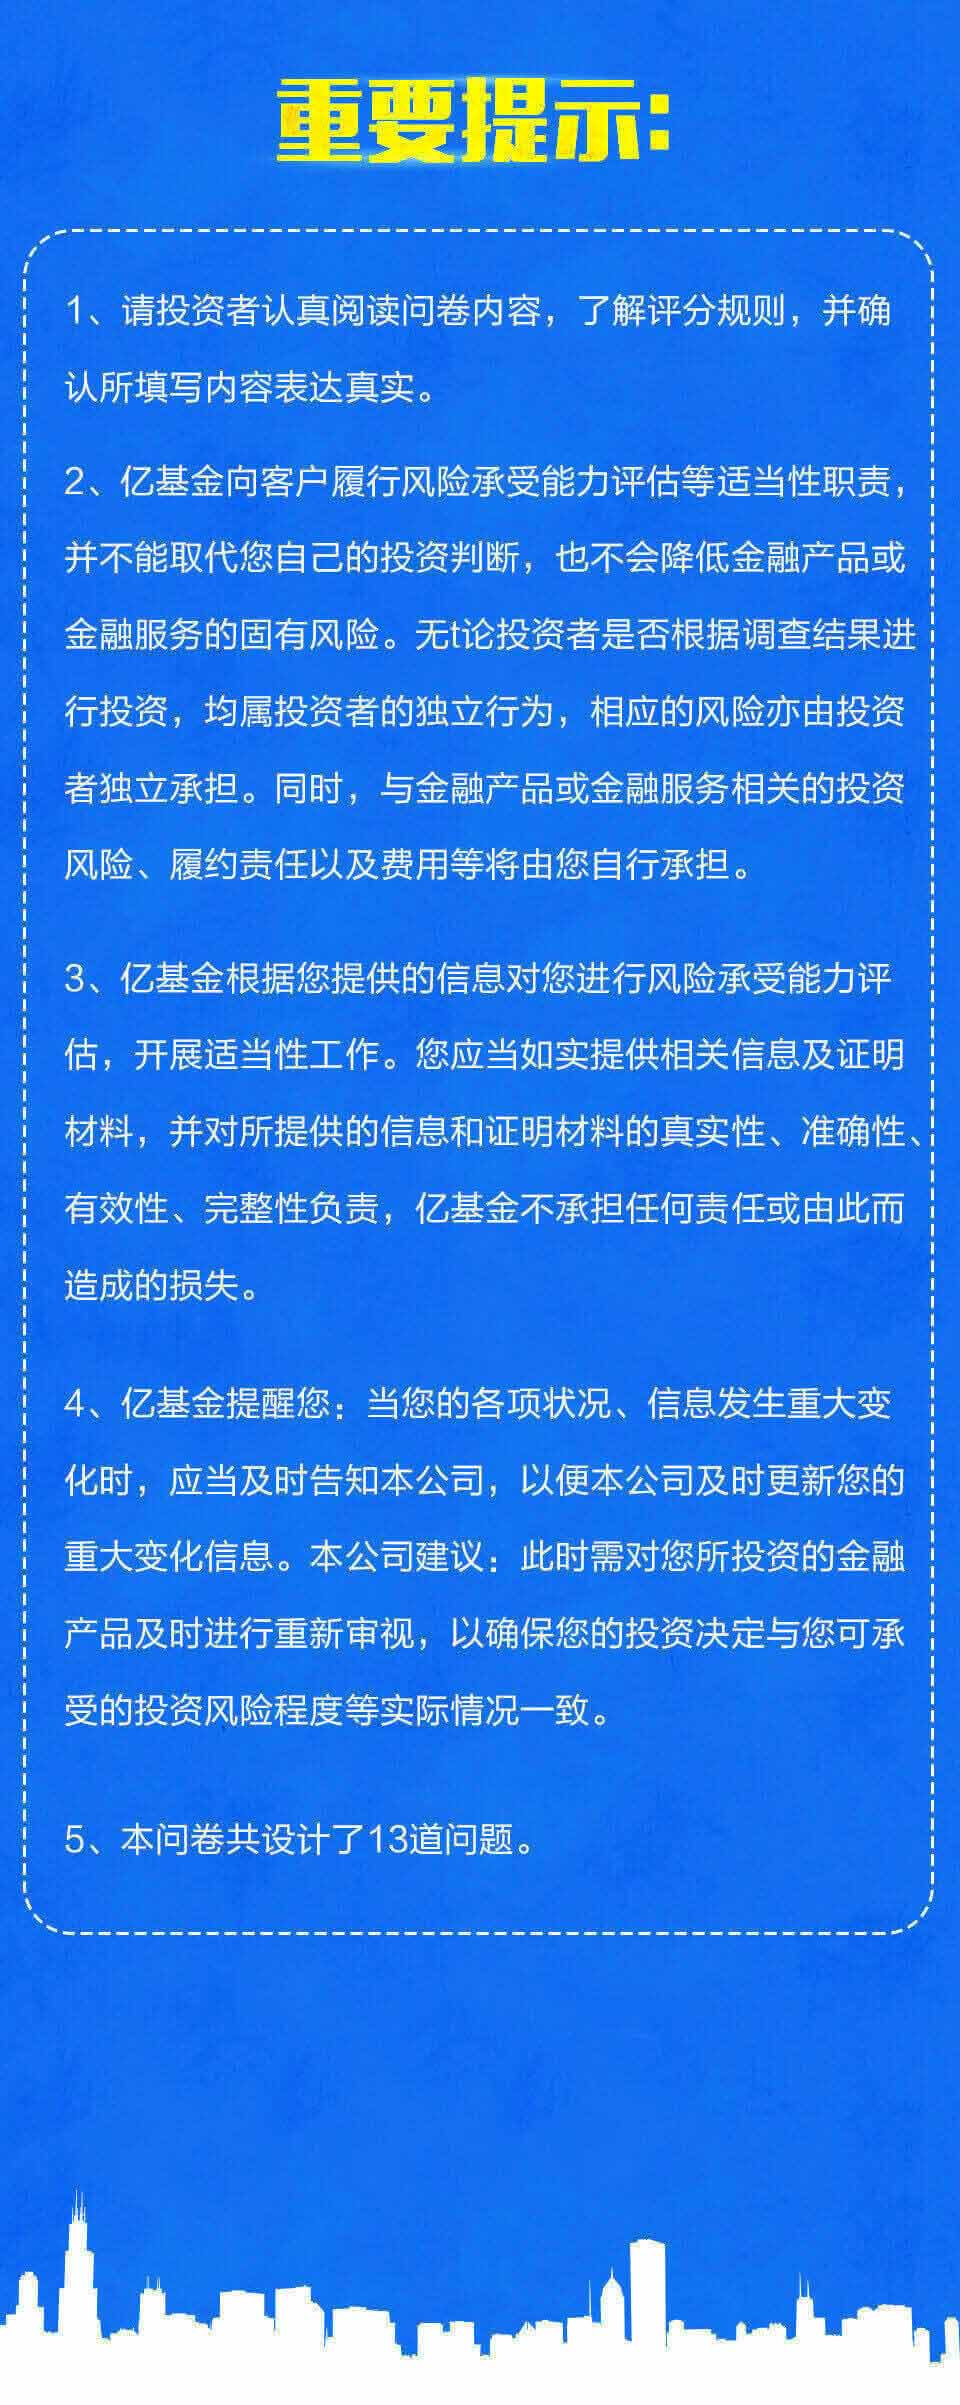 重要提示:
1、请投资者认真阅读问卷内容，了解评分规则，并确
认所填写内容表达真实。
2、亿基金向客户履行风险承受能力评估等适当性职责，
并不能取代您自己的投资判断，也不会降低金融产品或
金融服务的固有风险。无t论投资者是否根据调查结果进
行投资，均属投资者的独立行为，相应的风险亦由投资
者独立承担。同时，与金融产品或金融服务相关的投资
风险、履约责任以及费用等将由您自行承担。
3、亿基金根据您提供的信息对您进行风险承受能力评
估，开展适当性工作。您应当如实提供相关信息及证明
材料，并对所提供的信息和证明材料的真实性、准确性、
有效性、完整性负责，亿基金不承担任何责任或由此而
造成的损失。
4、亿基金提醒您：当您的各项状况、信息发生重大变
化时，应当及时告知本公司，以便本公司及时更新您的
重大变化信息。本公司建议：此时需对您所投资的金融
产品及时进行重新审视，以确保您的投资决定与您可承
受的投资风险程度等实际情况一致。
5、本问卷共设计了13道问题。